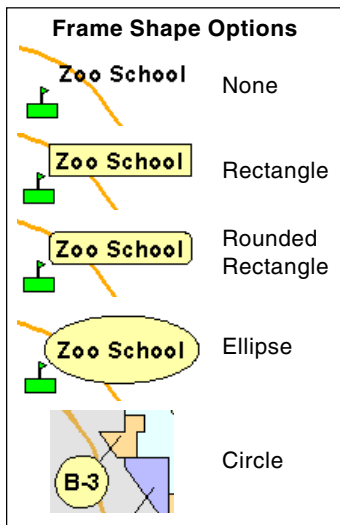 Frame Shape Options
Zoo School
None
Zoo School
Rectangle
Zoo School
Rounded
Rectangle
Zoo School
Ellipse
B-3
Circle